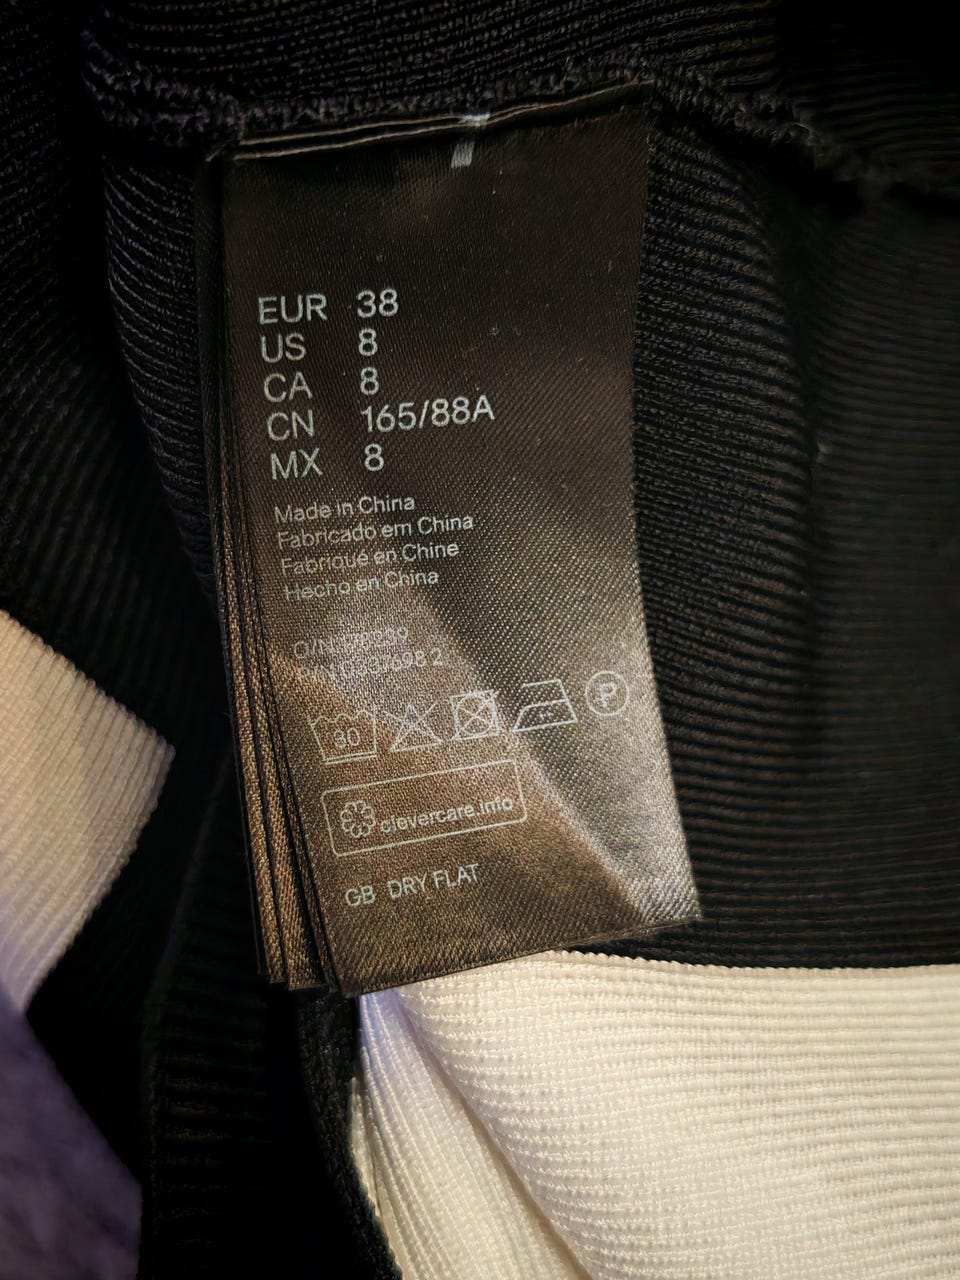 EUR 38
US 8
CA 8
CN 165/88A
MX 8
Made in China
Fabricado em China
Fabriqué en Chine
Hecho en China
30
P
clevercare.info
GB DRY FLAT